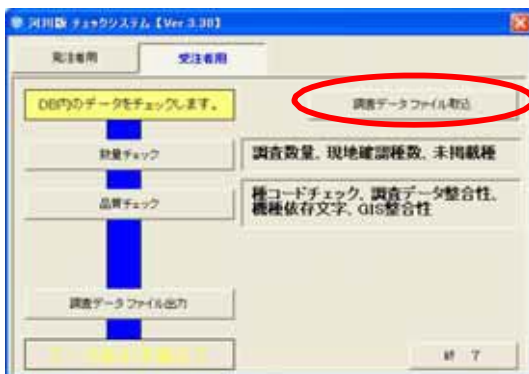 河川版 チェックシステム【Ver 3.30】
発注者用
受注者用
DB内のデータをチェックします。
調査データファイル取込
数量チェック
調査数量、現地確認種数、未掲載種
品質チェック
種コードチェック、調査データ整合性、
機種依存文字、GIS整合性
調査データファイル出力
終 了